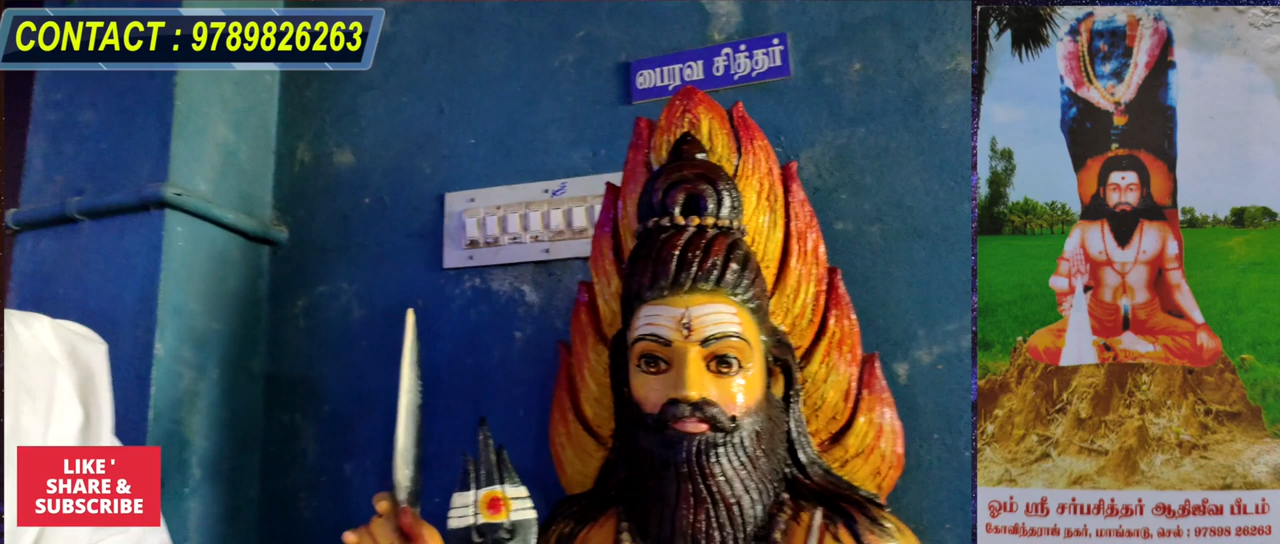 CONTACT : 9789826263
பைரவ சித்தர்
LIKE '
SHARE &
SUBSCRIBE
ஓம் ஸ்ரீ சர்பசித்தர் ஆதிஜீவ பீடம்
கோவிந்தராஜ் நகர், மாங்காடு, செல் : 97898 26263